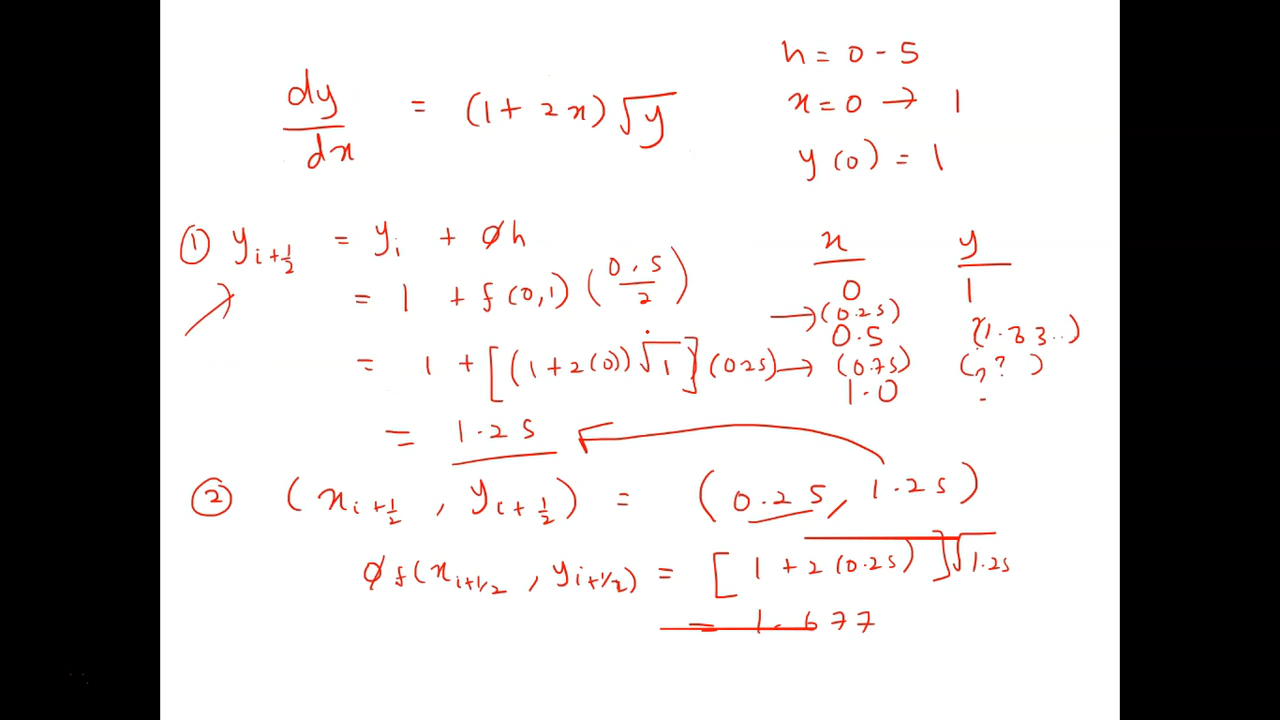 dy/dx = (1 + 2x) √y
h = 0 - 5
x = 0 → 1
y(0) = 1
① y_{i+1/2} = y_i + øh
= 1 + f(0,1) (0.5/2)
= 1 + [(1+2(0)) √1] (0.25)
= 1.25
x y
0 1
→ (0.25)
0.5 (1.33..)
→ (0.75) (??)
1.0
② (x_{i+1/2}, y_{i+1/2}) = (0.25, 1.25)
ø f(x_{i+1/2}, y_{i+1/2}) = [1 + 2(0.25)] √1.25
= 1.677